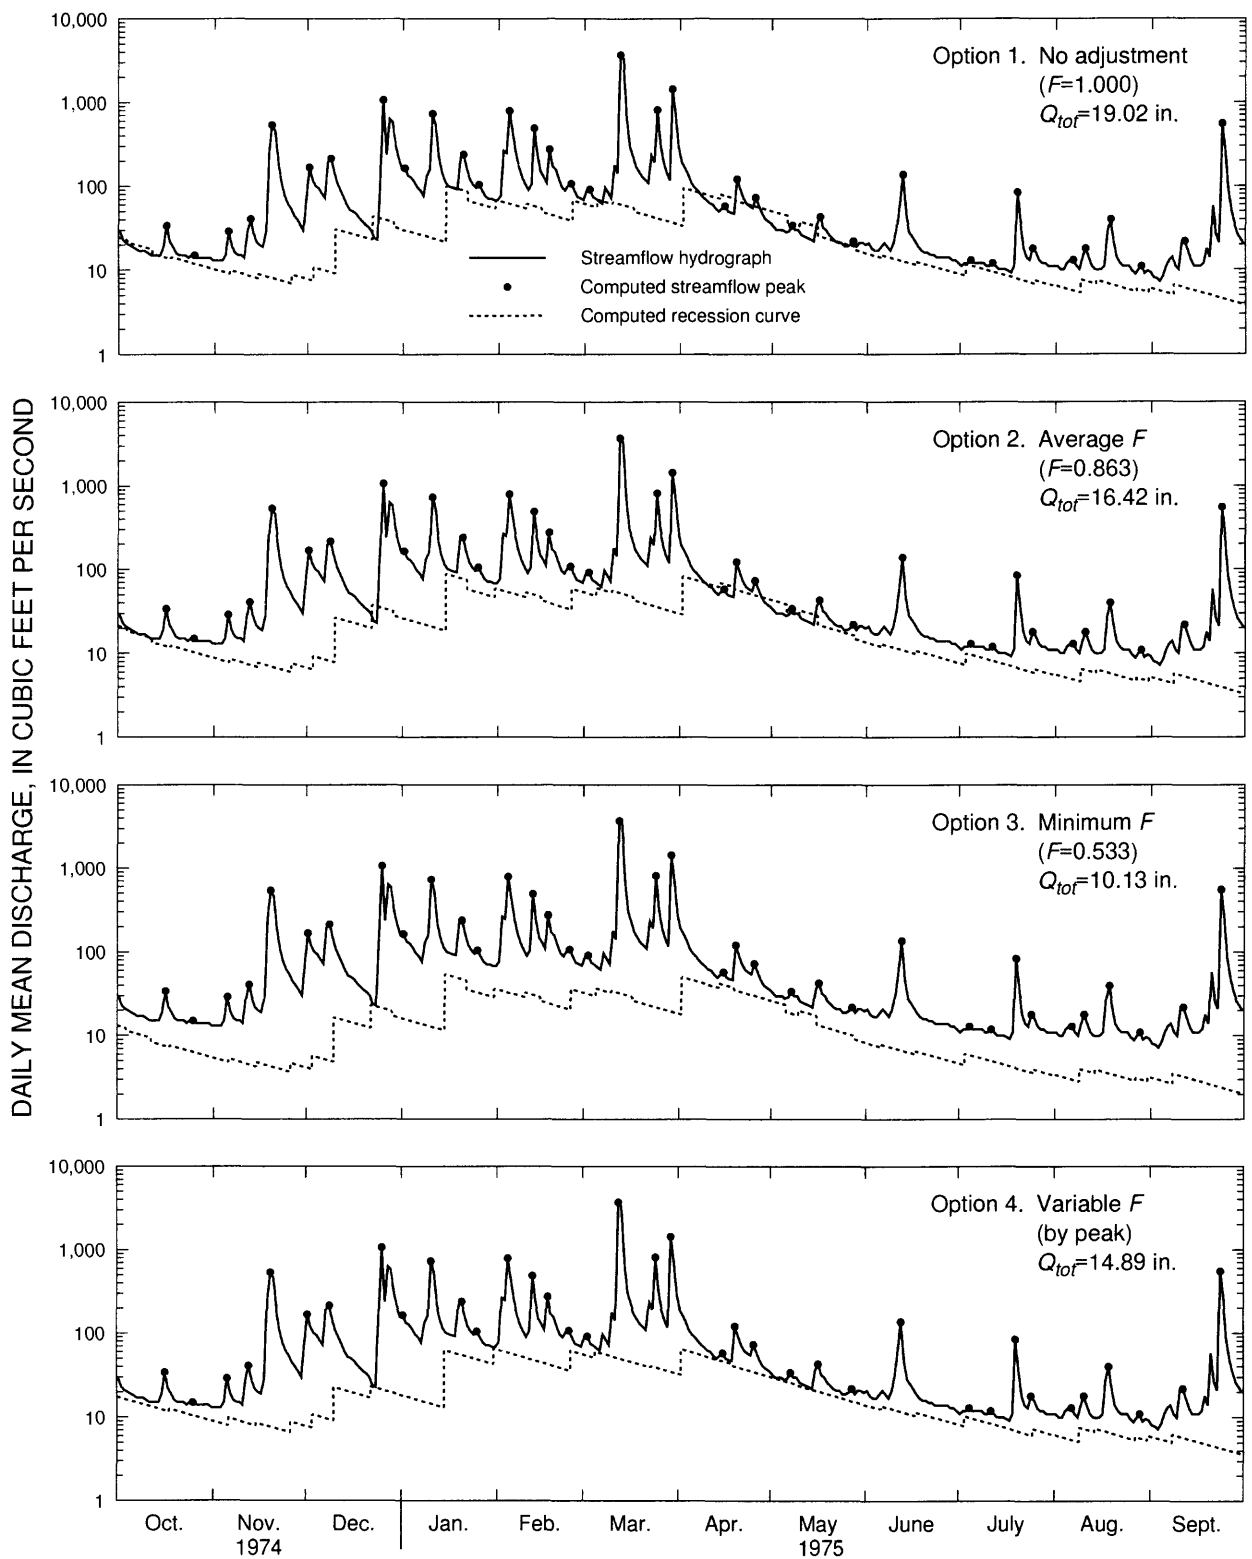 DAILY MEAN DISCHARGE, IN CUBIC FEET PER SECOND
10,000
1,000
100
10
1
Option 1. No adjustment
(F=1.000)
Qtot=19.02 in.
Streamflow hydrograph
Computed streamflow peak
Computed recession curve
10,000
1,000
100
10
1
Option 2. Average F
(F=0.863)
Qtot=16.42 in.
10,000
1,000
100
10
1
Option 3. Minimum F
(F=0.533)
Qtot=10.13 in.
10,000
1,000
100
10
1
Option 4. Variable F
(by peak)
Qtot=14.89 in.
Oct. Nov. Dec. Jan. Feb. Mar. Apr. May June July Aug. Sept.
1974 1975